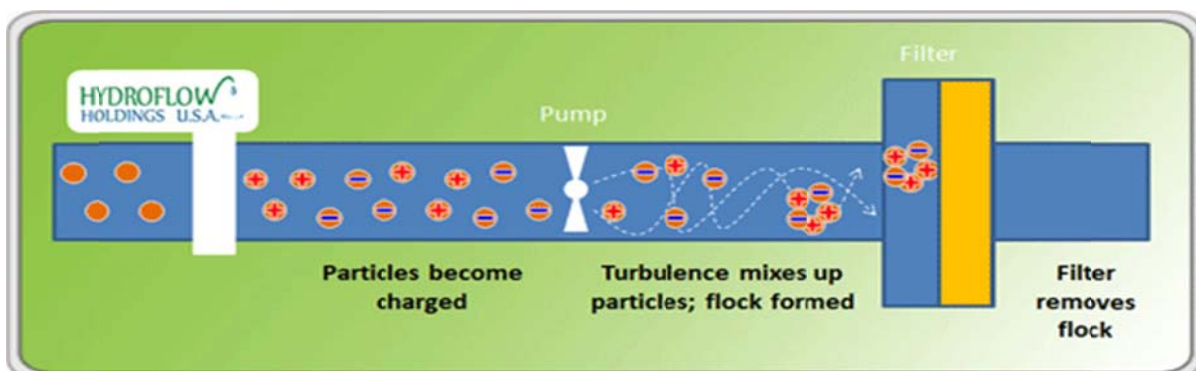 HYDROFLOW
HOLDINGS U.S.A.
Pump
Filter
Particles become
charged
Turbulence mixes up
particles; flock formed
Filter
removes
flock